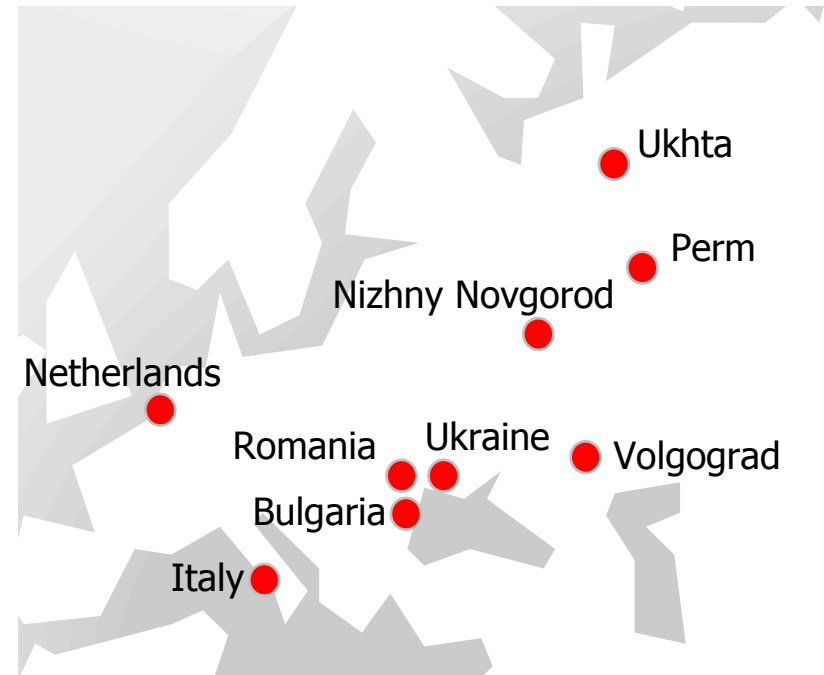 Ukhta
Perm
Nizhny Novgorod
Netherlands
Ukraine
Romania
Volgograd
Bulgaria
Italy